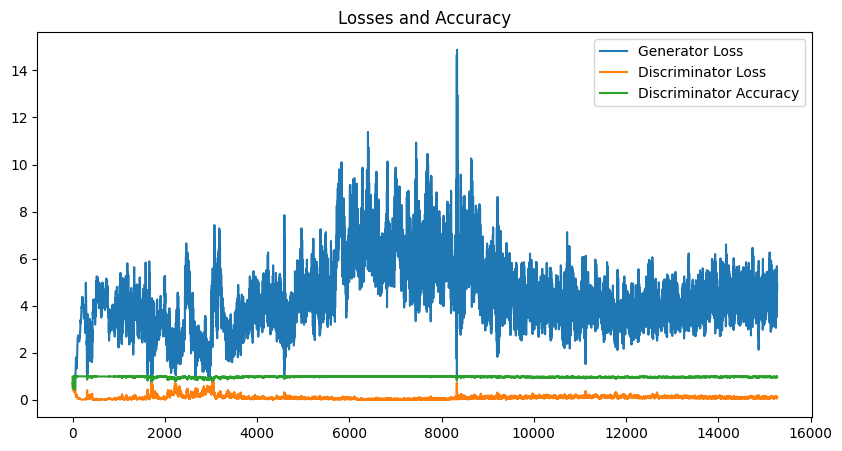 Losses and Accuracy
Generator Loss
Discriminator Loss
Discriminator Accuracy
14
12
10
8
6
4
2
0
0 2000 4000 6000 8000 10000 12000 14000 16000